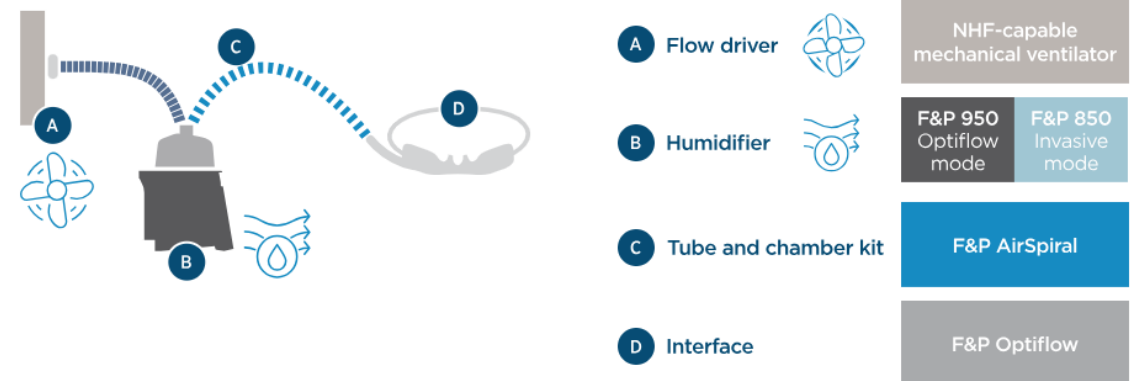 C
D
A
B
A Flow driver
NHF-capable
mechanical ventilator
B Humidifier
F&P 950
Optiflow
mode
F&P 850
Invasive
mode
C Tube and chamber kit
F&P AirSpiral
D Interface
F&P Optiflow